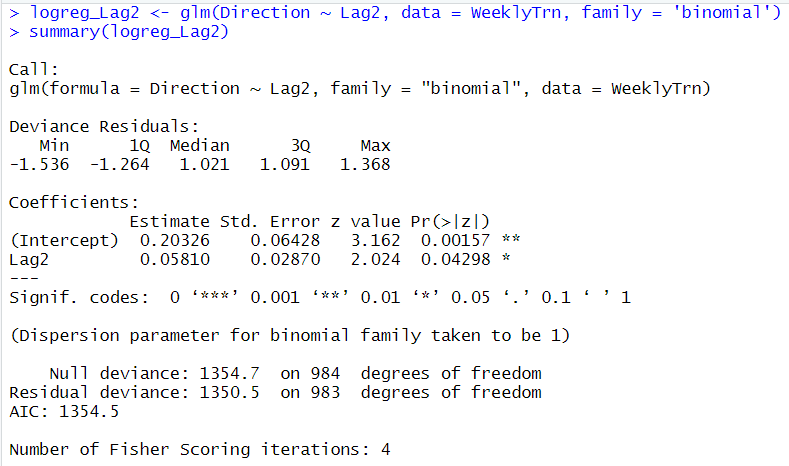 > logreg_Lag2 <- glm(Direction ~ Lag2, data = WeeklyTrn, family = 'binomial')
> summary(logreg_Lag2)
Call:
glm(formula = Direction ~ Lag2, family = "binomial", data = WeeklyTrn)
Deviance Residuals:
Min 1Q Median 3Q Max
-1.536 -1.264 1.021 1.091 1.368
Coefficients:
Estimate Std. Error z value Pr(>|z|)
(Intercept) 0.20326 0.06428 3.162 0.00157 **
Lag2 0.05810 0.02870 2.024 0.04298 *
---
Signif. codes: 0 ‘***’ 0.001 ‘**’ 0.01 ‘*’ 0.05 ‘.’ 0.1 ‘ ’ 1
(Dispersion parameter for binomial family taken to be 1)
Null deviance: 1354.7 on 984 degrees of freedom
Residual deviance: 1350.5 on 983 degrees of freedom
AIC: 1354.5
Number of Fisher Scoring iterations: 4